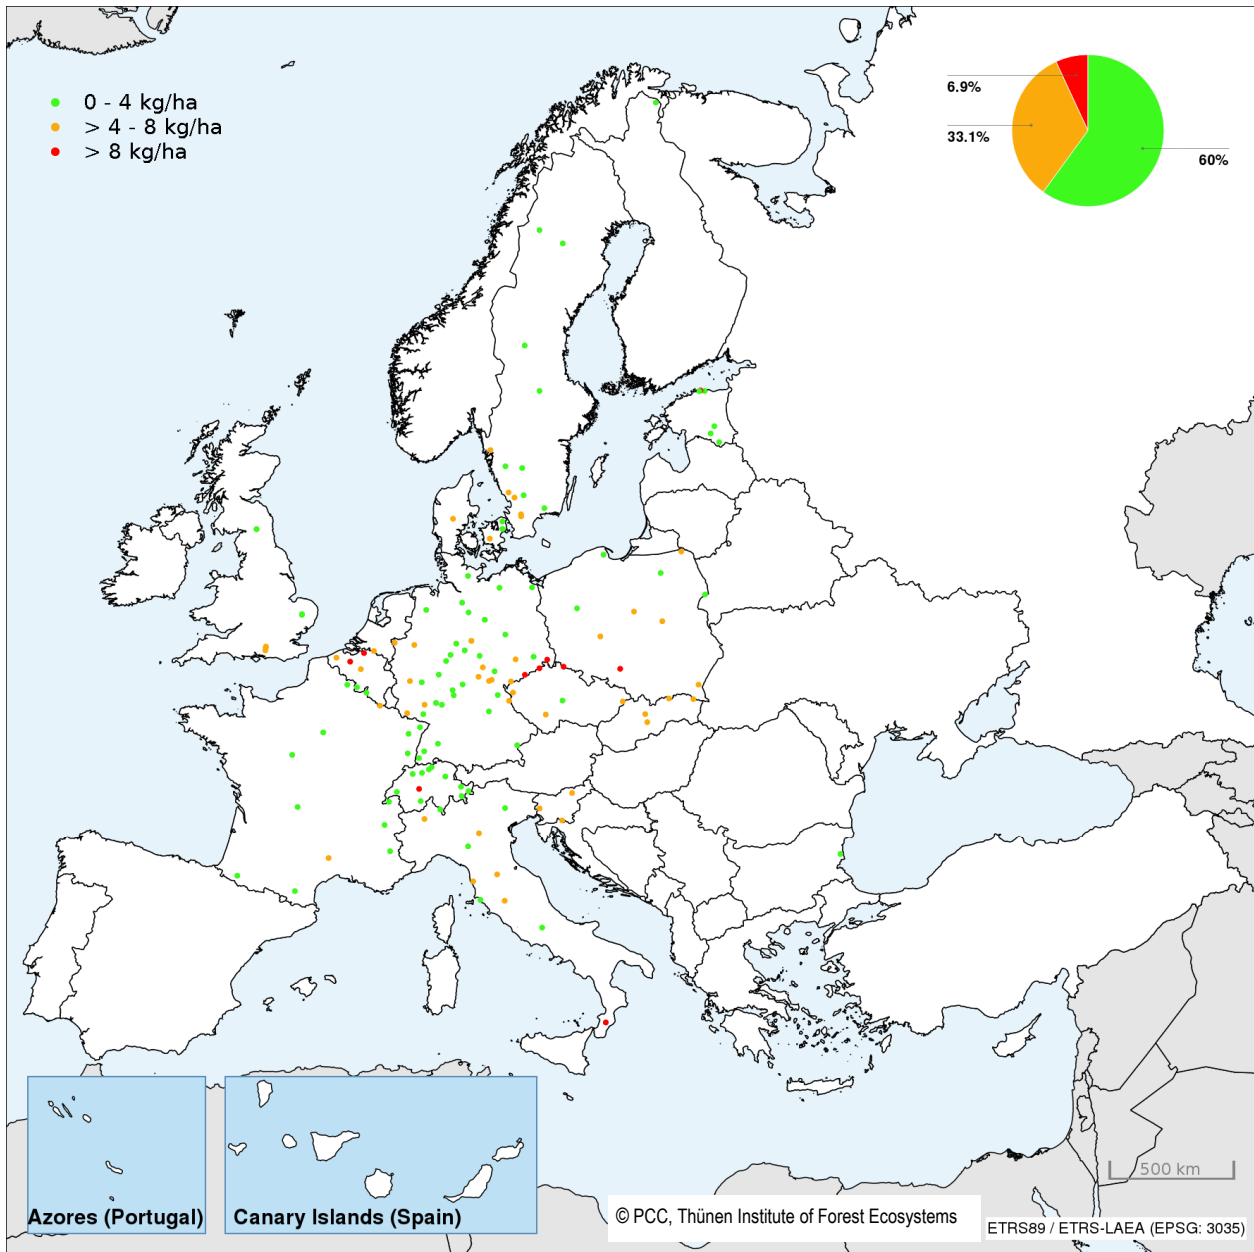 0 - 4 kg/ha
> 4 - 8 kg/ha
> 8 kg/ha
6.9%
33.1%
60%
500 km
Azores (Portugal)
Canary Islands (Spain)
© PCC, Thünen Institute of Forest Ecosystems
ETRS89 / ETRS-LAEA (EPSG: 3035)